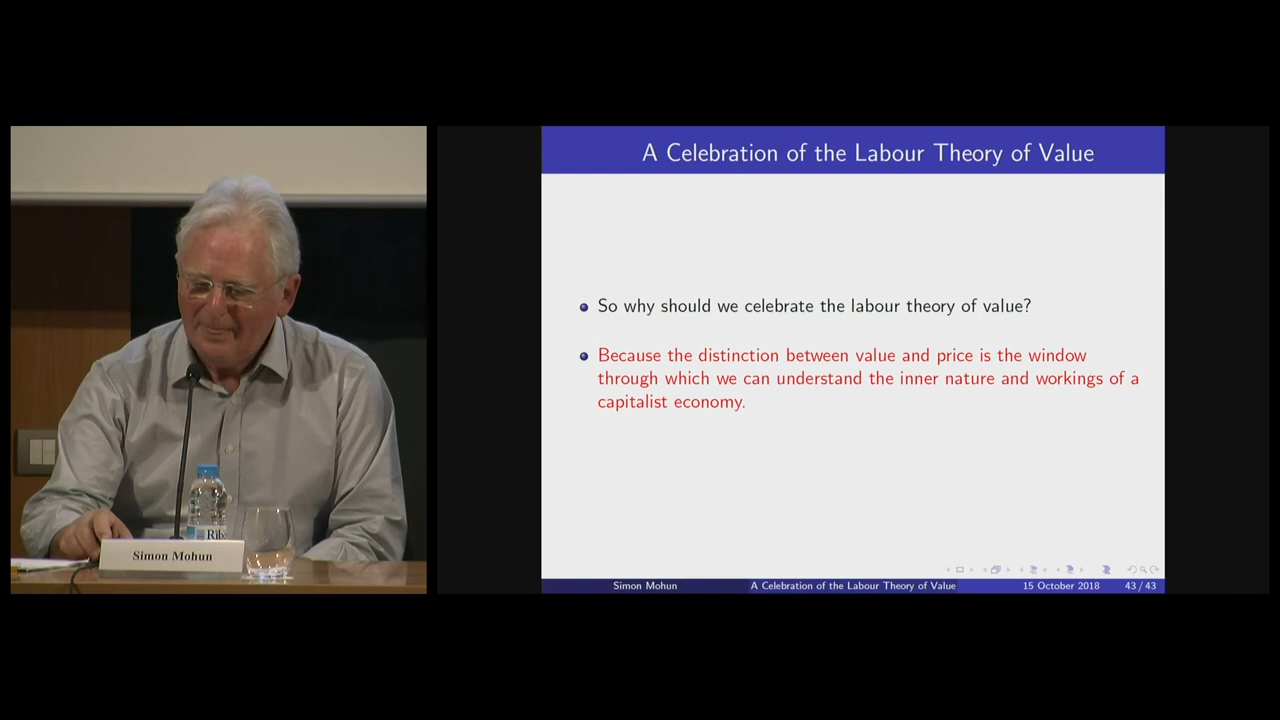 A Celebration of the Labour Theory of Value
So why should we celebrate the labour theory of value?
Because the distinction between value and price is the window
through which we can understand the inner nature and workings of a
capitalist economy.
Simon Mohun
Simon Mohun A Celebration of the Labour Theory of Value 15 October 2018 43 / 43